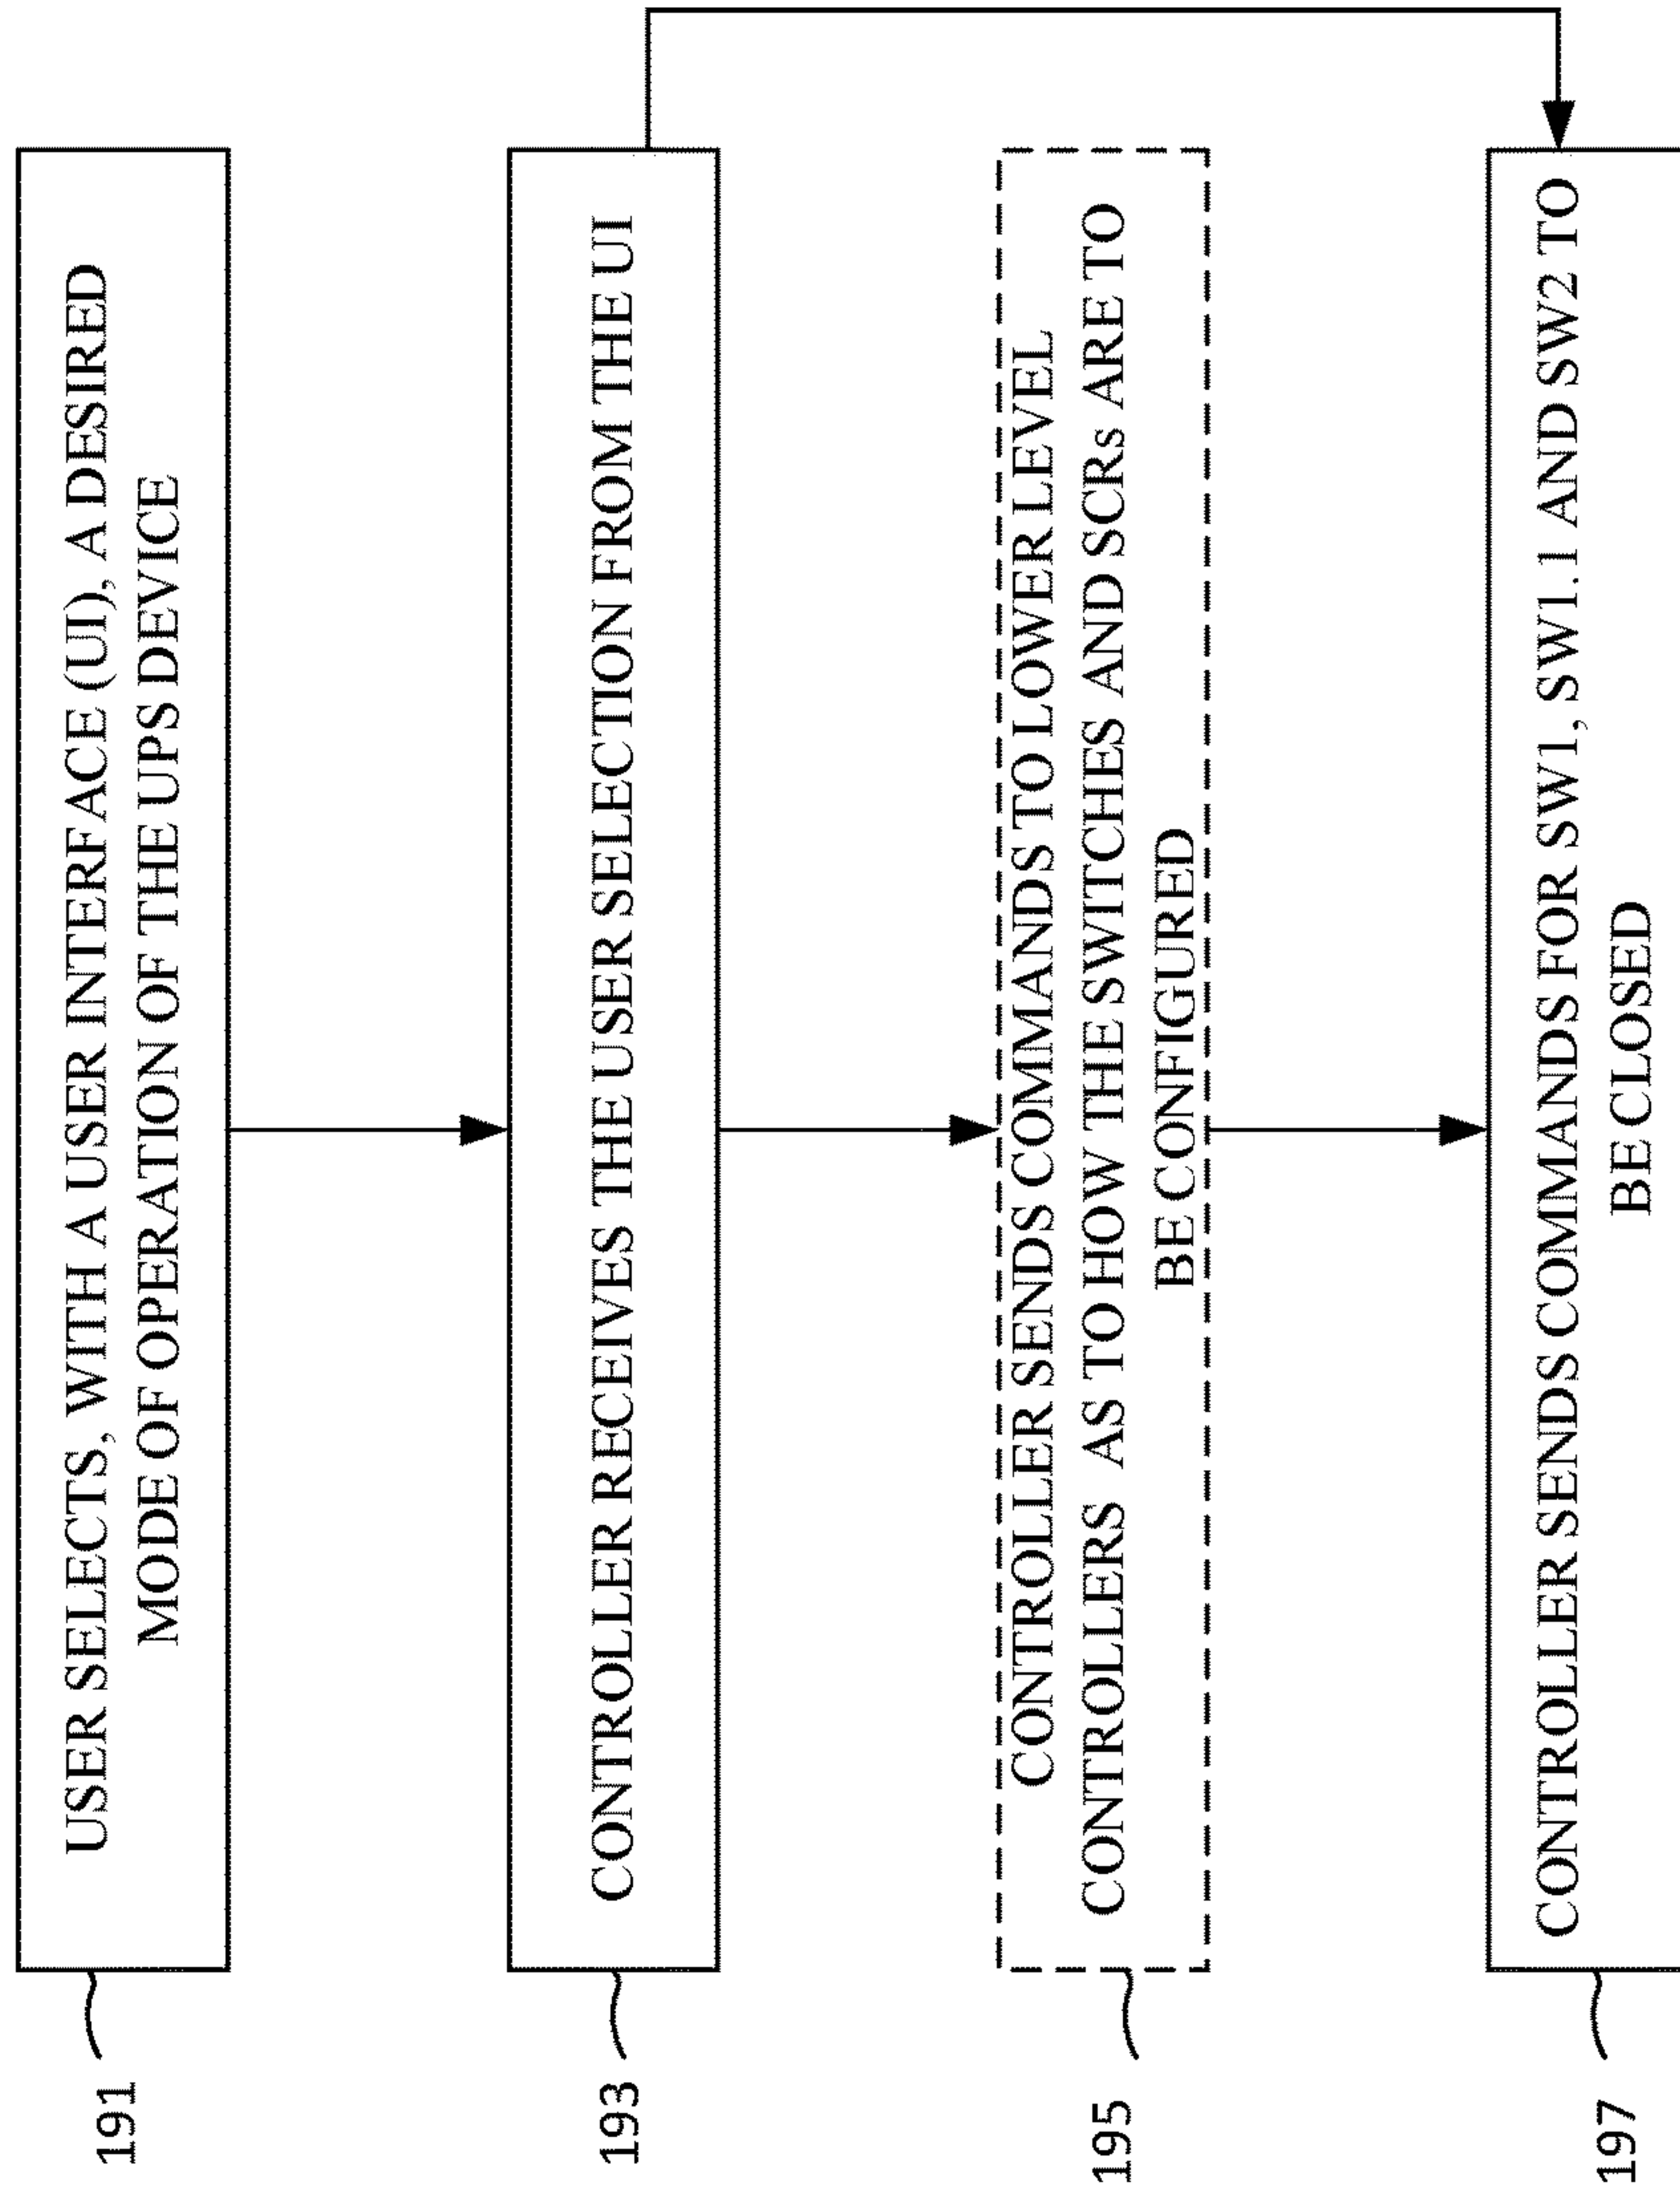 191
USER SELECTS, WITH A USER INTERFACE (UI), A DESIRED
MODE OF OPERATION OF THE UPS DEVICE
193
CONTROLLER RECEIVES THE USER SELECTION FROM THE UI
195
CONTROLLER SENDS COMMANDS TO LOWER LEVEL
CONTROLLERS AS TO HOW THE SWITCHES AND SCRs ARE TO
BE CONFIGURED
197
CONTROLLER SENDS COMMANDS FOR SW1, SW1.1 AND SW2 TO
BE CLOSED